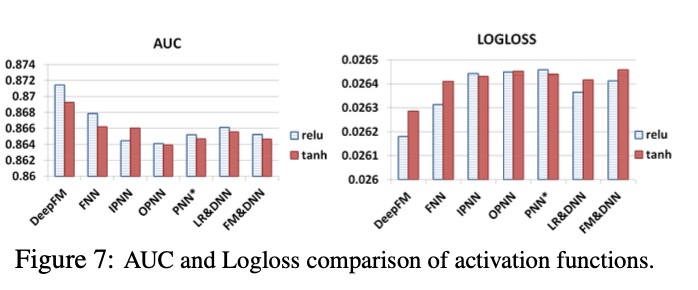 AUC
0.874
0.872
0.87
0.868
0.866
0.864
0.862
0.86
DeepFM
FNN
IPNN
OPNN
PNN*
LR&DNN
FM&DNN
relu
tanh
LOGLOSS
0.0265
0.0264
0.0263
0.0262
0.0261
0.026
DeepFM
FNN
IPNN
OPNN
PNN*
LR&DNN
FM&DNN
relu
tanh
Figure 7: AUC and Logloss comparison of activation functions.